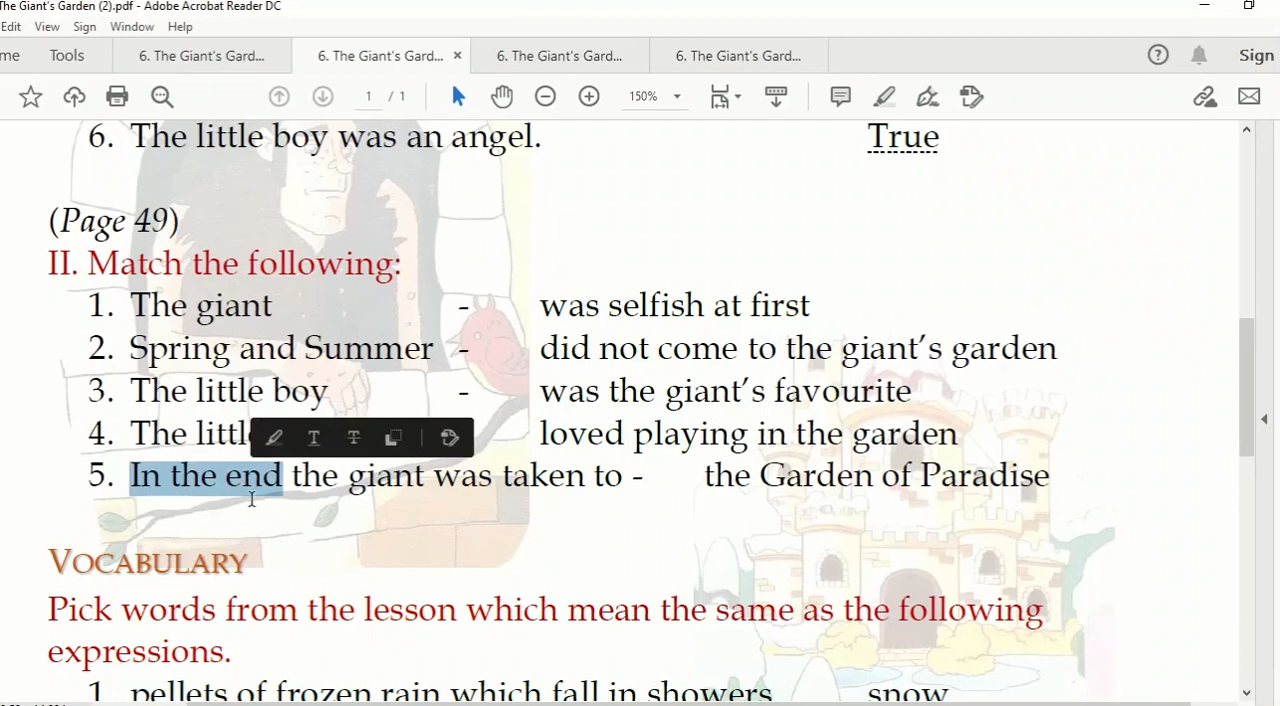 The Giant's Garden (2).pdf - Adobe Acrobat Reader DC
Edit View Sign Window Help
me Tools 6. The Giant's Gard... 6. The Giant's Gard... × 6. The Giant's Gard... 6. The Giant's Gard... Sign
1 / 1 150%
6. The little boy was an angel. True
(Page 49)
II. Match the following:
1. The giant - was selfish at first
2. Spring and Summer - did not come to the giant's garden
3. The little boy - was the giant's favourite
4. The little loved playing in the garden
5. In the end the giant was taken to - the Garden of Paradise
VOCABULARY
Pick words from the lesson which mean the same as the following
expressions.
1. pellets of frozen rain which fall in showers snow